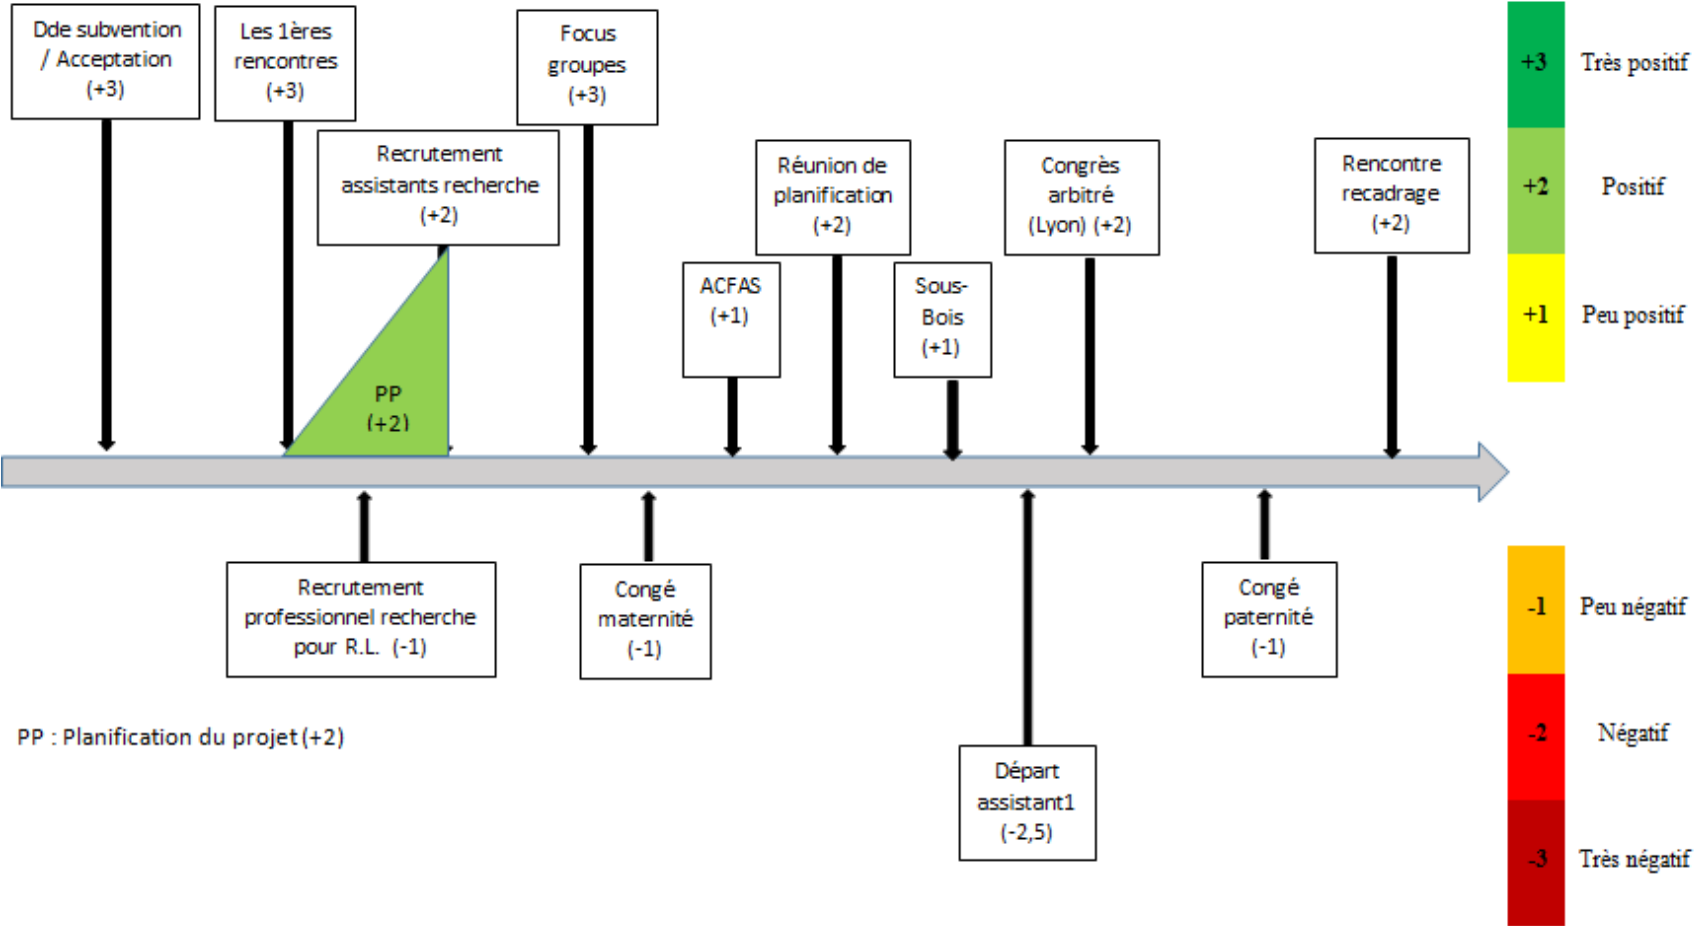 Dde subvention
/ Acceptation
(+3)
Les 1ères
rencontres
(+3)
Focus
groupes
(+3)
Recrutement
assistants recherche
(+2)
Réunion de
planification
(+2)
Congrès
arbitré
(Lyon) (+2)
Rencontre
recadrage
(+2)
ACFAS
(+1)
Sous-
Bois
(+1)
PP
(+2)
Recrutement
professionnel recherche
pour R.L. (-1)
Congé
maternité
(-1)
Congé
paternité
(-1)
PP : Planification du projet (+2)
Départ
assistant1
(-2,5)
+3 Très positif
+2 Positif
+1 Peu positif
-1 Peu négatif
-2 Négatif
-3 Très négatif